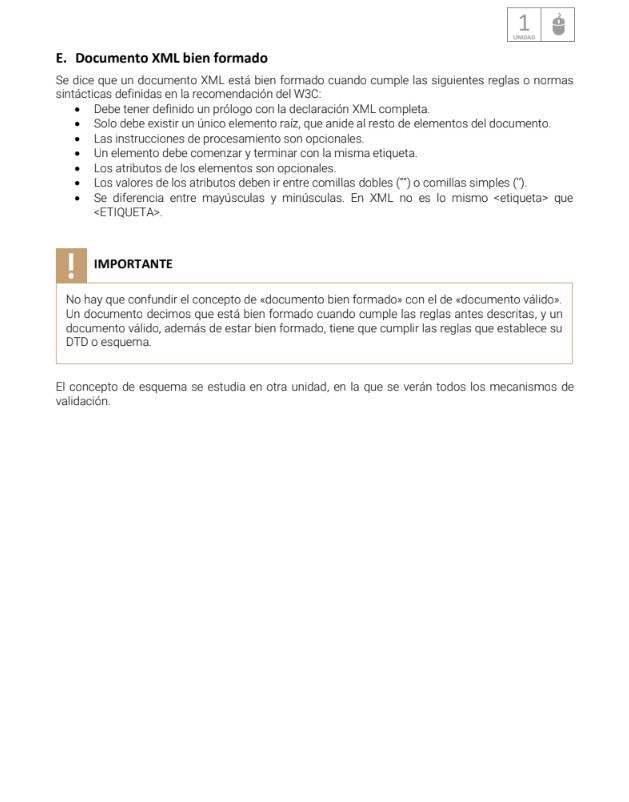 1
UNIDAD
E. Documento XML bien formado
Se dice que un documento XML está bien formado cuando cumple las siguientes reglas o normas
sintácticas definidas en la recomendación del W3C:
• Debe tener definido un prólogo con la declaración XML completa.
• Solo debe existir un único elemento raíz, que anide al resto de elementos del documento.
• Las instrucciones de procesamiento son opcionales.
• Un elemento debe comenzar y terminar con la misma etiqueta.
• Los atributos de los elementos son opcionales.
• Los valores de los atributos deben ir entre comillas dobles ("") o comillas simples ('').
• Se diferencia entre mayúsculas y minúsculas. En XML no es lo mismo <etiqueta> que
<ETIQUETA>.
! IMPORTANTE
No hay que confundir el concepto de «documento bien formado» con el de «documento válido».
Un documento decimos que está bien formado cuando cumple las reglas antes descritas, y un
documento válido, además de estar bien formado, tiene que cumplir las reglas que establece su
DTD o esquema.
El concepto de esquema se estudia en otra unidad, en la que se verán todos los mecanismos de
validación.